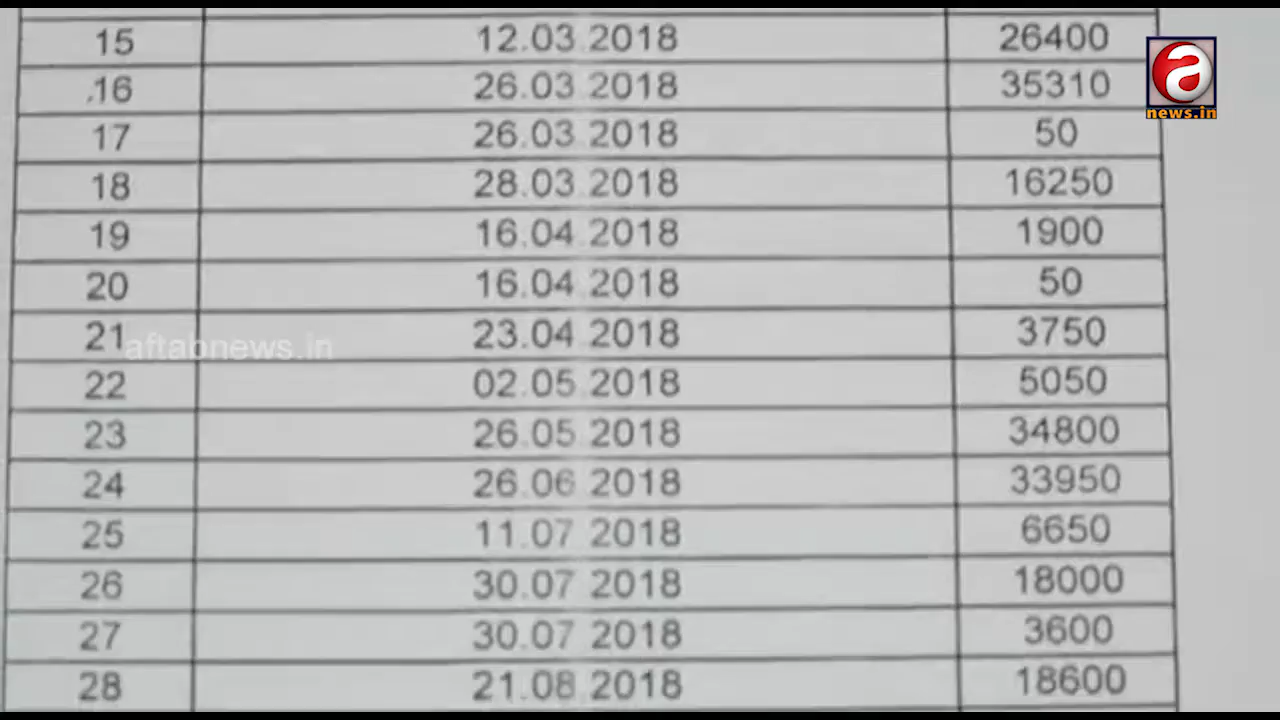 15 12.03.2018 26400
16 26.03.2018 35310
17 26.03.2018 50
18 28.03.2018 16250
19 16.04.2018 1900
20 16.04.2018 50
21 23.04.2018 3750
22 02.05.2018 5050
23 26.05.2018 34800
24 26.06.2018 33950
25 11.07.2018 6650
26 30.07.2018 18000
27 30.07.2018 3600
28 21.08.2018 18600
a
news.in
aftabnews.in